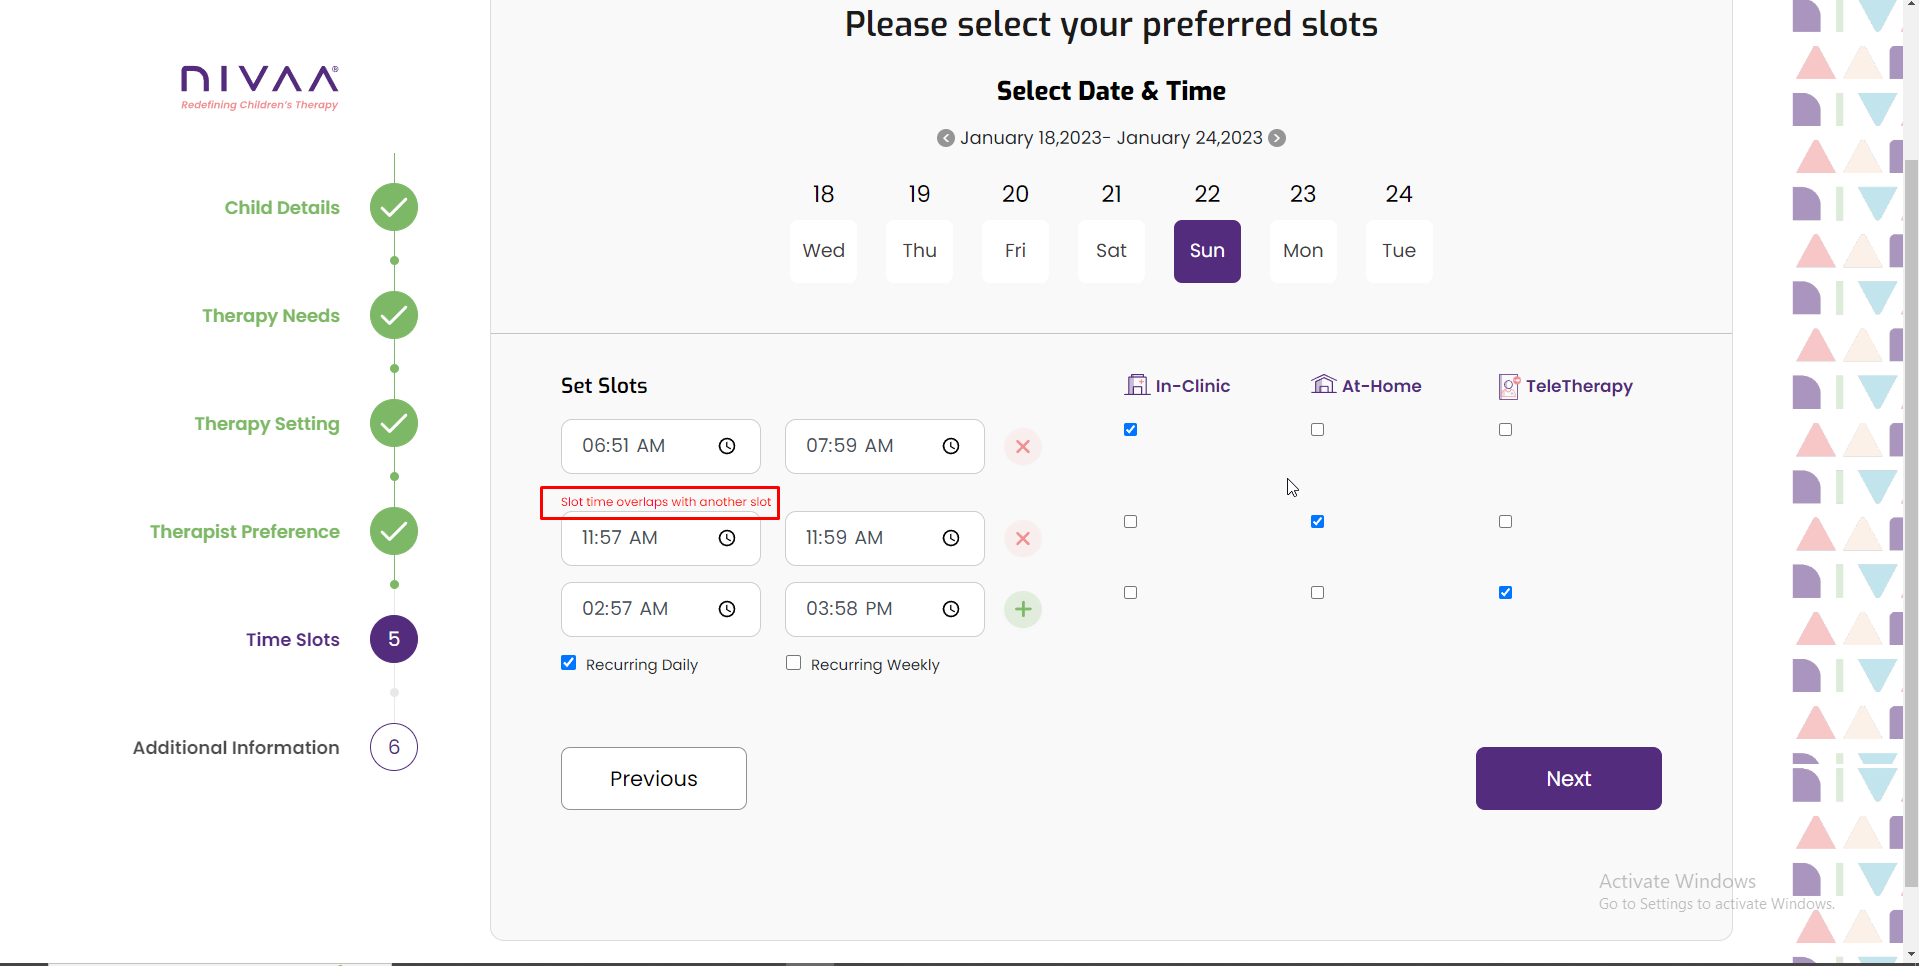 NIVAA®
Redefining Children's Therapy
Child Details
Therapy Needs
Therapy Setting
Therapist Preference
Time Slots 5
Additional Information 6
Please select your preferred slots
Select Date & Time
January 18,2023- January 24,2023
18 19 20 21 22 23 24
Wed Thu Fri Sat Sun Mon Tue
Set Slots In-Clinic At-Home TeleTherapy
06:51 AM 07:59 AM
Slot time overlaps with another slot
11:57 AM 11:59 AM
02:57 AM 03:58 PM
Recurring Daily Recurring Weekly
Previous Next
Activate Windows
Go to Settings to activate Windows.